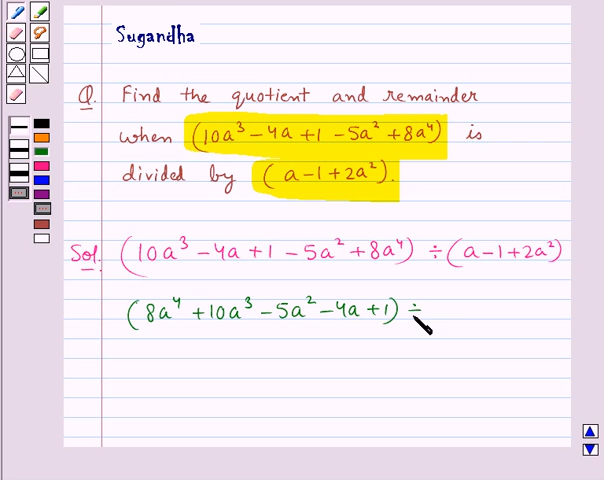 Sugandha
Q. Find the quotient and remainder
when (10a³ - 4a + 1 - 5a² + 8a⁴) is
divided by (a - 1 + 2a²).
Sol. (10a³ - 4a + 1 - 5a² + 8a⁴) ÷ (a - 1 + 2a²)
(8a⁴ + 10a³ - 5a² - 4a + 1) ÷